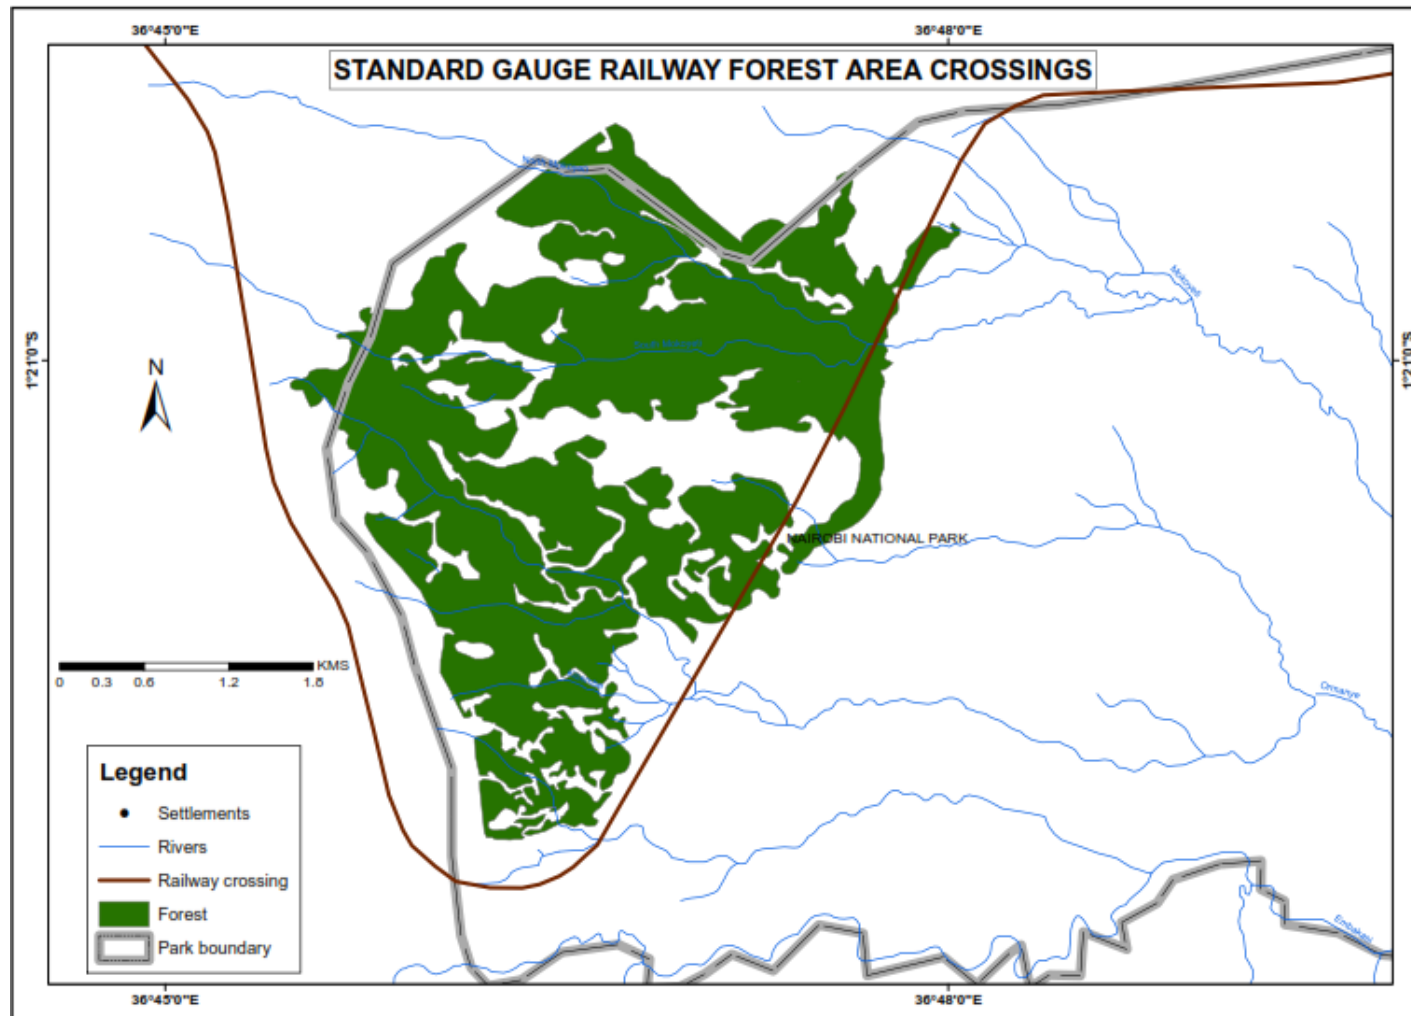 36°45'0"E
36°48'0"E
STANDARD GAUGE RAILWAY FOREST AREA CROSSINGS
Mokoyeti
1°21'0"S
1°21'0"S
N
NAIROBI NATIONAL PARK
KMS
0 0.3 0.6 1.2 1.8
Legend
Settlements
Rivers
Railway crossing
Forest
Park boundary
Embakasi
36°45'0"E
36°48'0"E